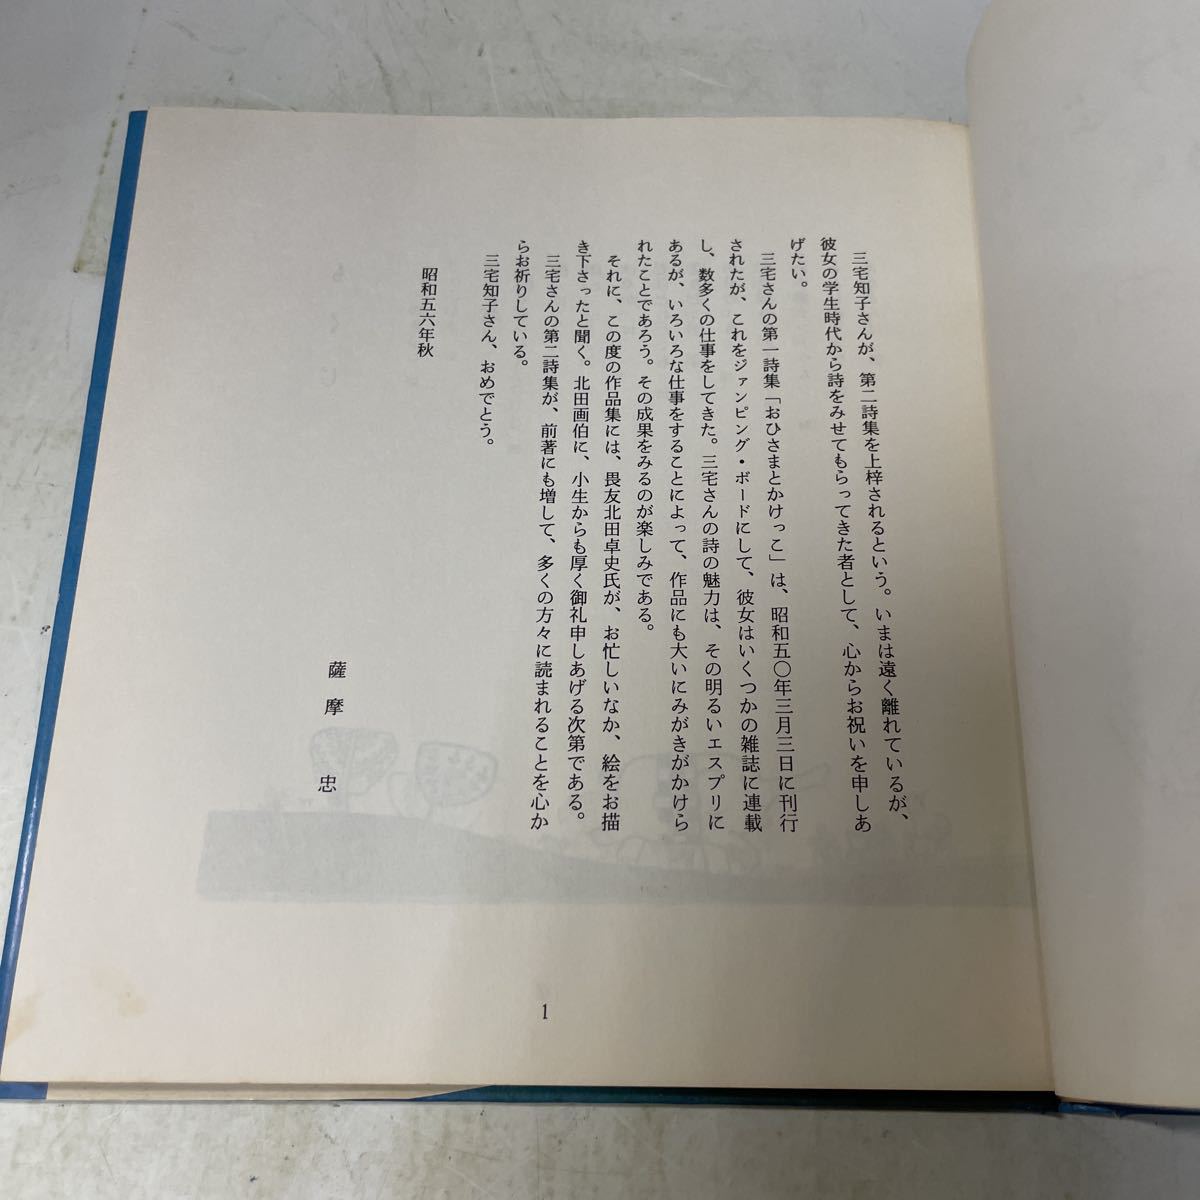 三宅知子さんが、第二詩集を上梓されるという。いまは遠く離れているが、
彼女の学生時代から詩をみせてもらってきた者として、心からお祝いを申しあ
げたい。
三宅さんの第一詩集「おひさまとかけっこ」は、昭和五〇年三月三日に刊行
されたが、これをジァンピング・ボードにして、彼女はいくつかの雑誌に連載
し、数多くの仕事をしてきた。三宅さんの詩の魅力は、その明るいエスプリに
あるが、いろいろな仕事をすることによって、作品にも大いにみがきがかけら
れたことであろう。その成果をみるのが楽しみである。
それに、この度の作品集には、畏友北田卓史氏が、お忙しいなか、絵をお描
き下さったと聞く。北田画伯に、小生からも厚く御礼申しあげる次第である。
三宅さんの第二詩集が、前著にも増して、多くの方々に読まれることを心か
らお祈りしている。
三宅知子さん、おめでとう。
昭和五六年秋
薩摩 忠
1